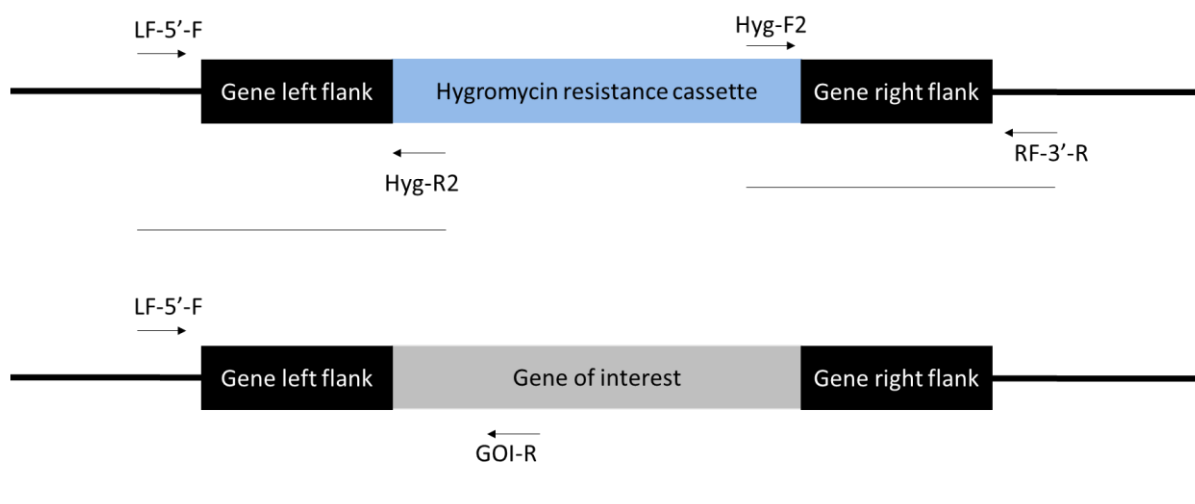 LF-5’-F
Hyg-F2
Gene left flank
Hygromycin resistance cassette
Gene right flank
Hyg-R2
RF-3’-R
LF-5’-F
Gene left flank
Gene of interest
Gene right flank
GOI-R